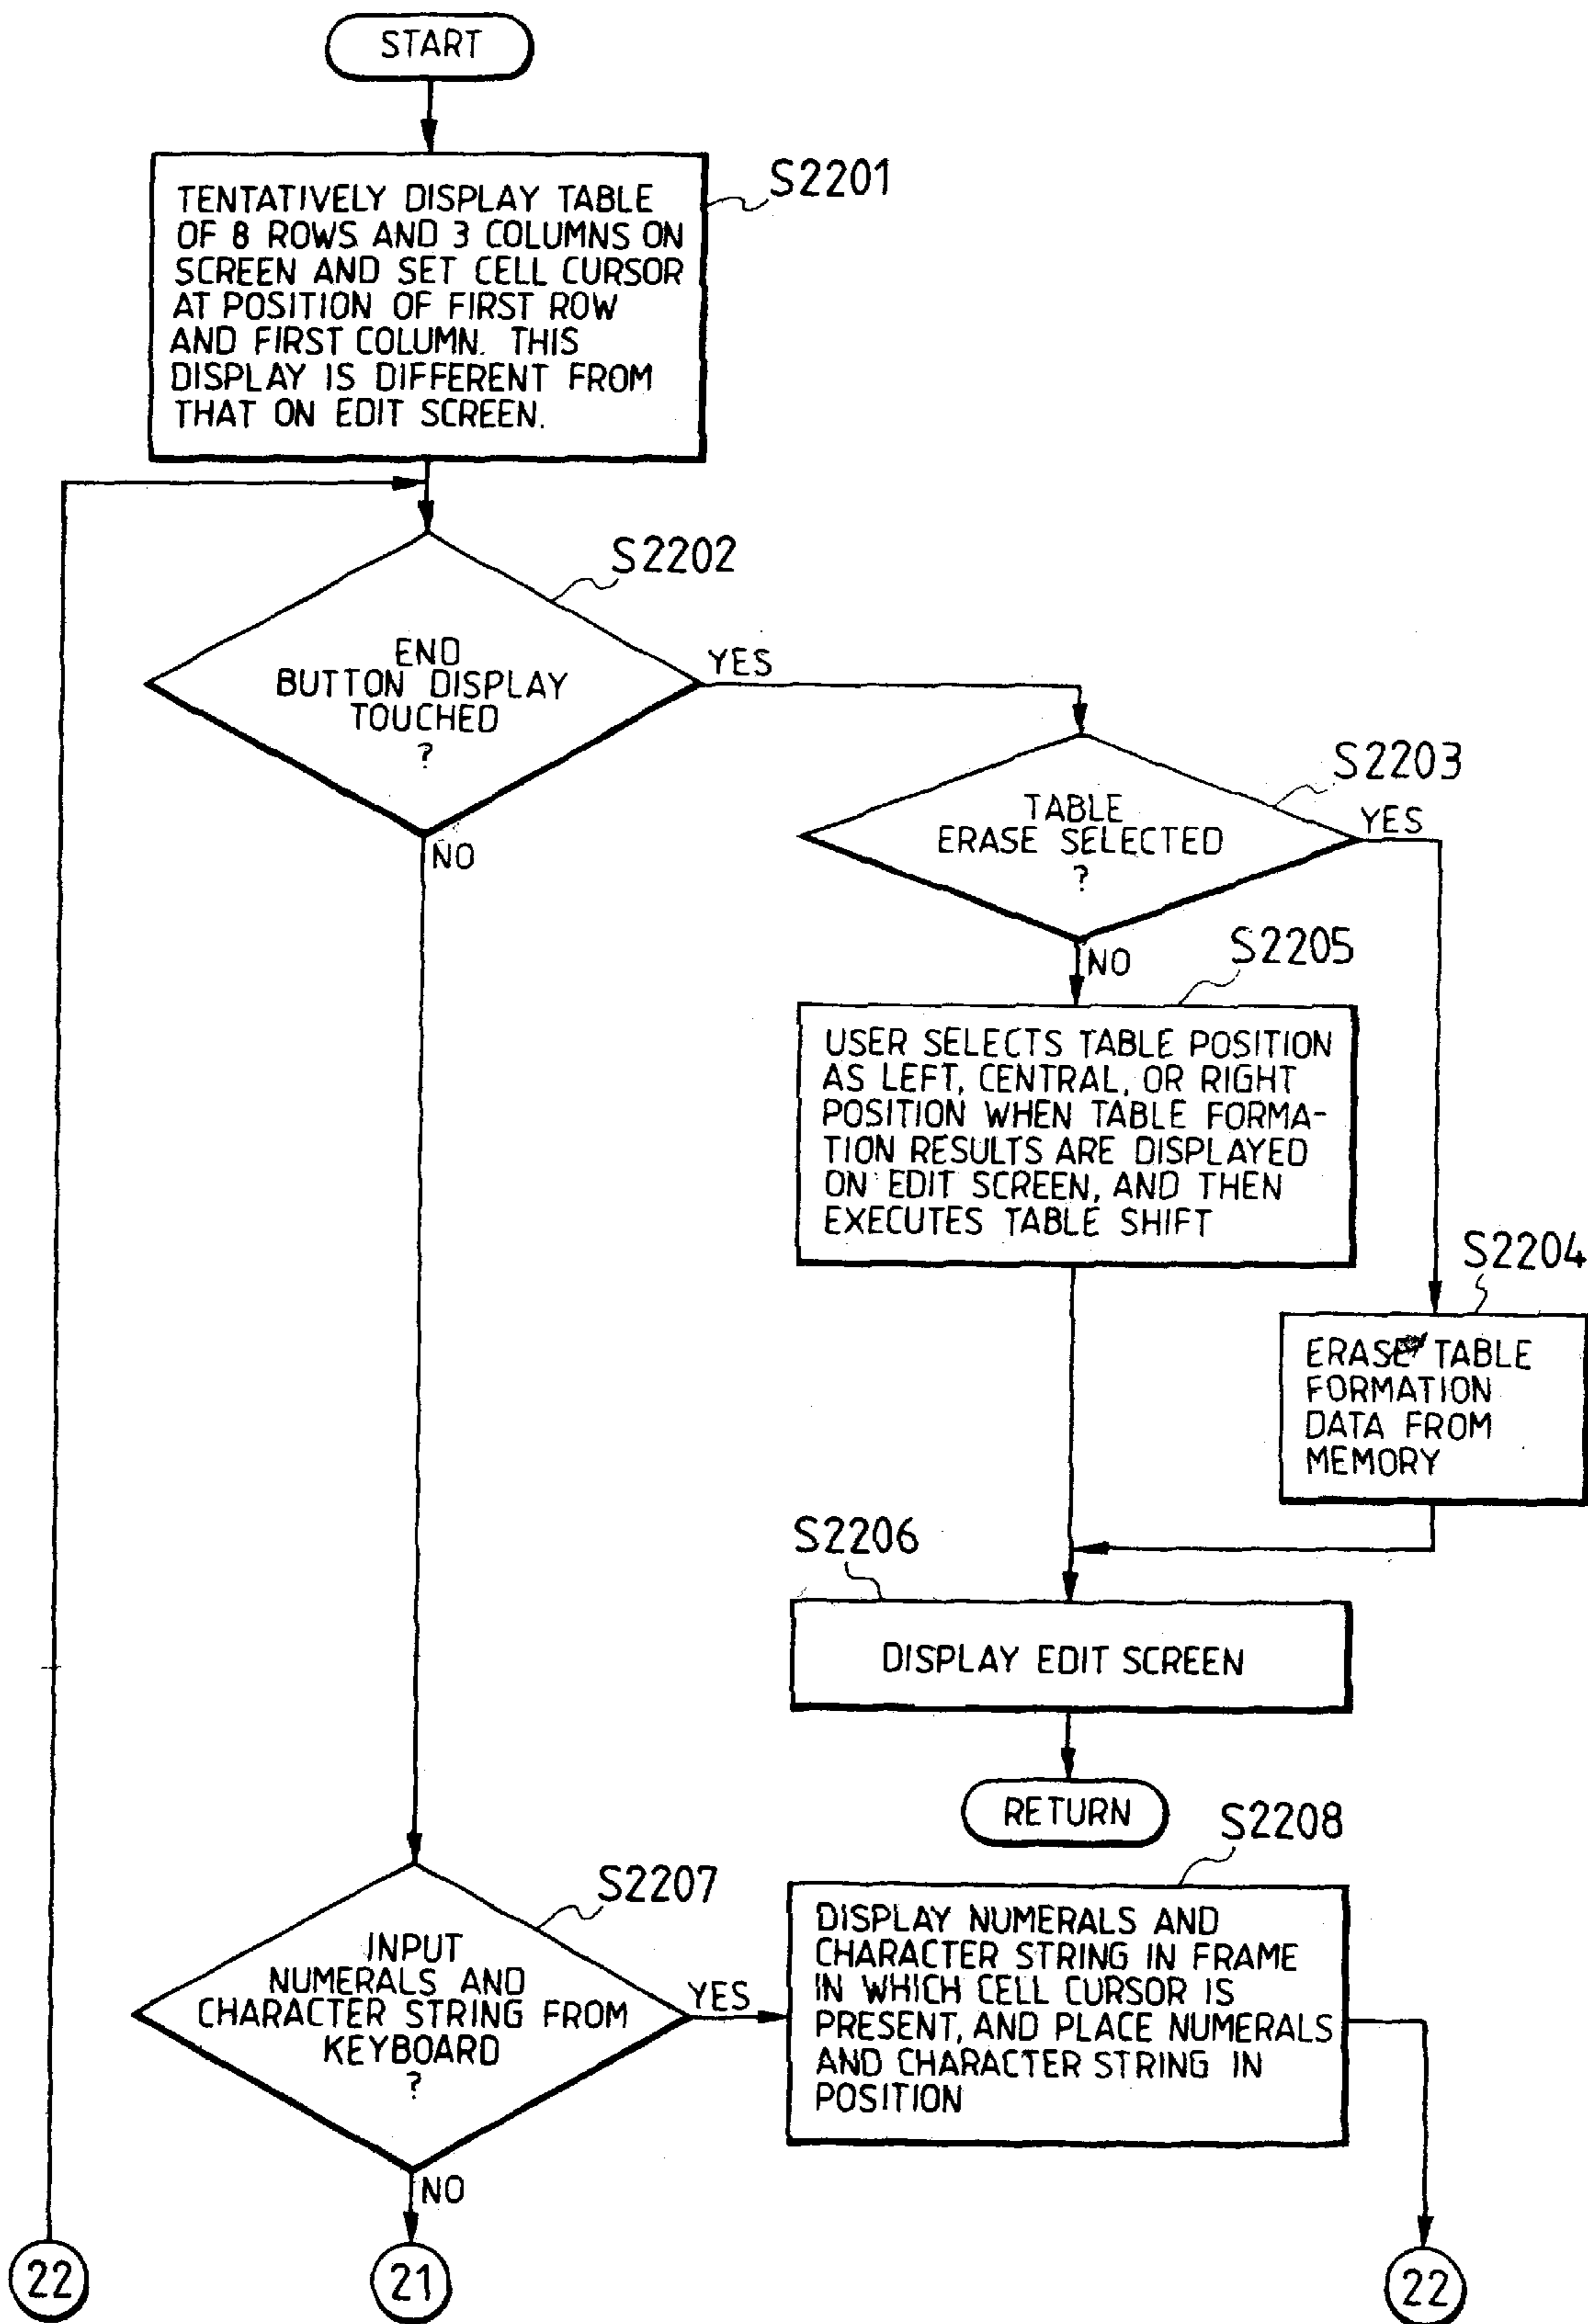 START
S2201
TENTATIVELY DISPLAY TABLE
OF 8 ROWS AND 3 COLUMNS ON
SCREEN AND SET CELL CURSOR
AT POSITION OF FIRST ROW
AND FIRST COLUMN. THIS
DISPLAY IS DIFFERENT FROM
THAT ON EDIT SCREEN.
S2202
END
BUTTON DISPLAY
TOUCHED
?
YES
NO
S2203
TABLE
ERASE SELECTED
?
YES
NO
S2205
USER SELECTS TABLE POSITION
AS LEFT, CENTRAL, OR RIGHT
POSITION WHEN TABLE FORMA-
TION RESULTS ARE DISPLAYED
ON EDIT SCREEN, AND THEN
EXECUTES TABLE SHIFT
S2204
ERASE TABLE
FORMATION
DATA FROM
MEMORY
S2206
DISPLAY EDIT SCREEN
RETURN
S2207
INPUT
NUMERALS AND
CHARACTER STRING FROM
KEYBOARD
?
YES
NO
S2208
DISPLAY NUMERALS AND
CHARACTER STRING IN FRAME
IN WHICH CELL CURSOR IS
PRESENT, AND PLACE NUMERALS
AND CHARACTER STRING IN
POSITION
22
21
22